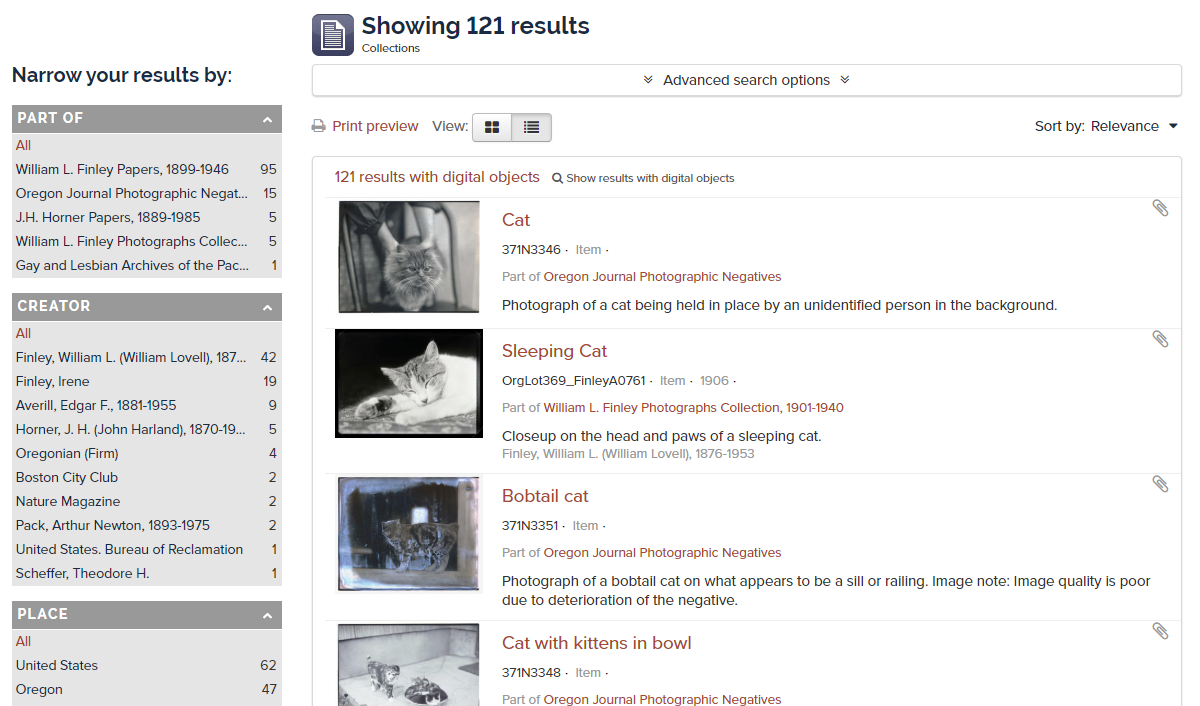 Showing 121 results
Collections
Narrow your results by:
PART OF
All
William L. Finley Papers, 1899-1946 95
Oregon Journal Photographic Negat... 15
J.H. Horner Papers, 1889-1985 5
William L. Finley Photographs Collec... 5
Gay and Lesbian Archives of the Pac... 1
CREATOR
All
Finley, William L. (William Lovell), 187... 42
Finley, Irene 19
Averill, Edgar F., 1881-1955 9
Horner, J. H. (John Harland), 1870-19... 5
Oregonian (Firm) 4
Boston City Club 2
Nature Magazine 2
Pack, Arthur Newton, 1893-1975 2
United States. Bureau of Reclamation 1
Scheffer, Theodore H. 1
PLACE
All
United States 62
Oregon 47
Advanced search options
Print preview View: Sort by: Relevance
121 results with digital objects Show results with digital objects
Cat
371N3346 · Item ·
Part of Oregon Journal Photographic Negatives
Photograph of a cat being held in place by an unidentified person in the background.
Sleeping Cat
OrgLot369_FinleyA0761 · Item · 1906 ·
Part of William L. Finley Photographs Collection, 1901-1940
Closeup on the head and paws of a sleeping cat.
Finley, William L. (William Lovell), 1876-1953
Bobtail cat
371N3351 · Item ·
Part of Oregon Journal Photographic Negatives
Photograph of a bobtail cat on what appears to be a sill or railing. Image note: Image quality is poor
due to deterioration of the negative.
Cat with kittens in bowl
371N3348 · Item ·
Part of Oregon Journal Photographic Negatives